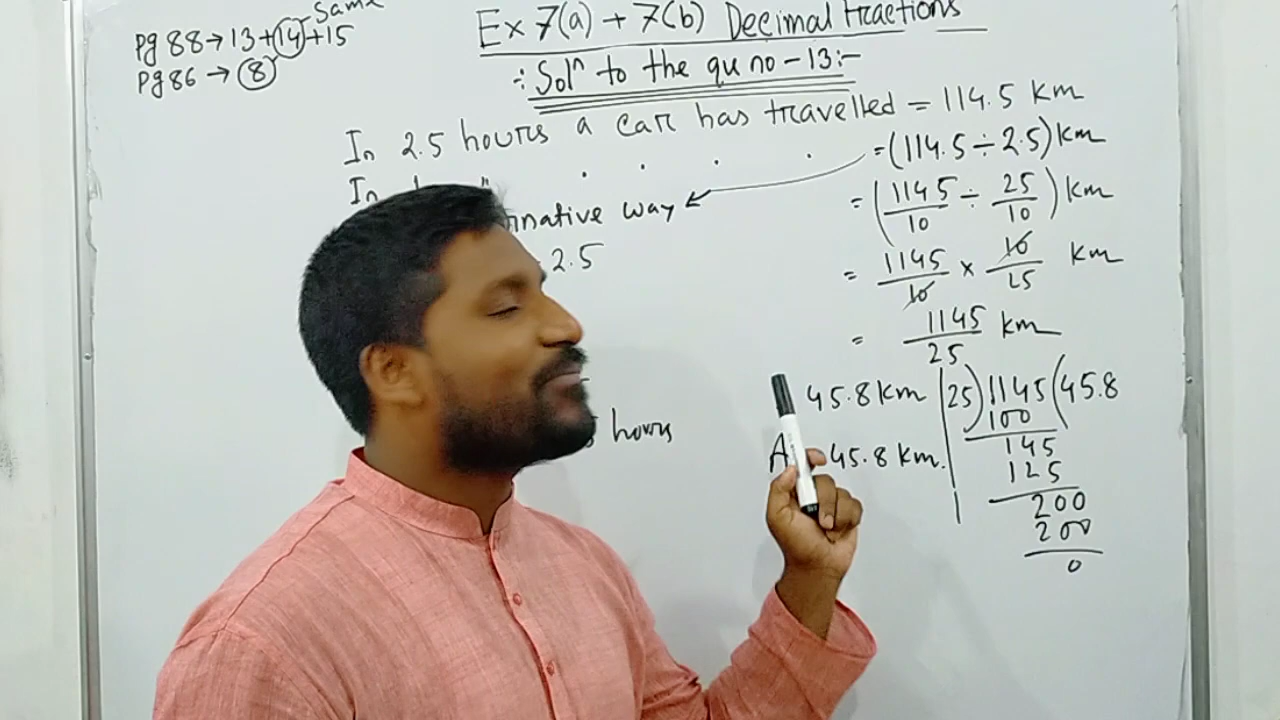 Same
Pg 88 → 13 + 14 + 15
Pg 86 → 8
Ex 7(a) + 7(b) Decimal fractions
:- Solⁿ to the qu no - 13:-
In 2.5 hours a car has travelled = 114.5 km
In . . . . = (114.5 ÷ 2.5) km
native way
2.5
= (1145/10 ÷ 25/10) km
= 1145/10 × 10/25 km
= 1145/25 km
45.8 km | 25)1145(45.8
100
145
125
200
200
0
hours
45.8 km.